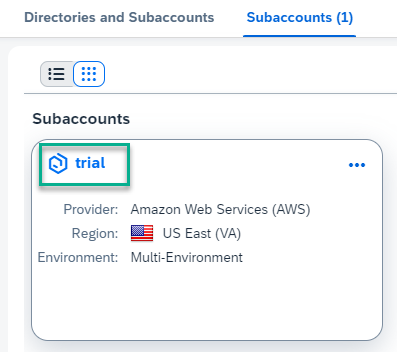 Directories and Subaccounts Subaccounts (1)
Subaccounts
trial
Provider: Amazon Web Services (AWS)
Region: US East (VA)
Environment: Multi-Environment